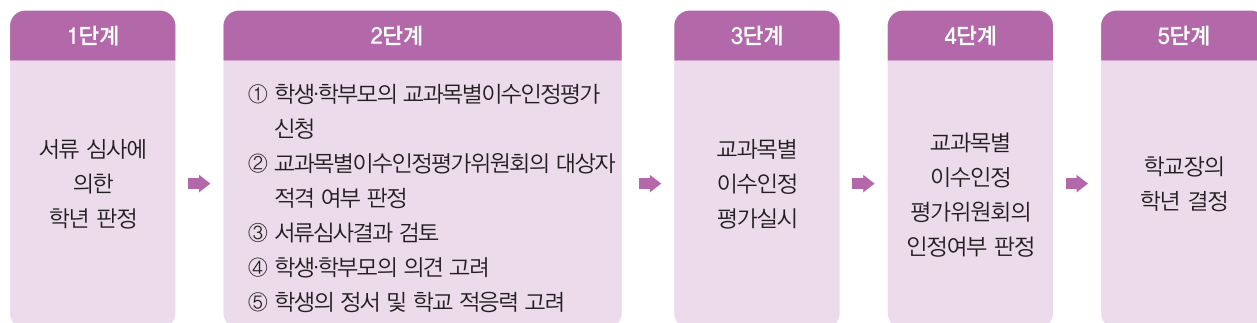 1단계
서류 심사에
의한
학년 판정
2단계
① 학생·학부모의 교과목별이수인정평가
신청
② 교과목별이수인정평가위원회의 대상자
적격 여부 판정
③ 서류심사결과 검토
④ 학생·학부모의 의견 고려
⑤ 학생의 정서 및 학교 적응력 고려
3단계
교과목별
이수인정
평가실시
4단계
교과목별
이수인정
평가위원회의
인정여부 판정
5단계
학교장의
학년 결정